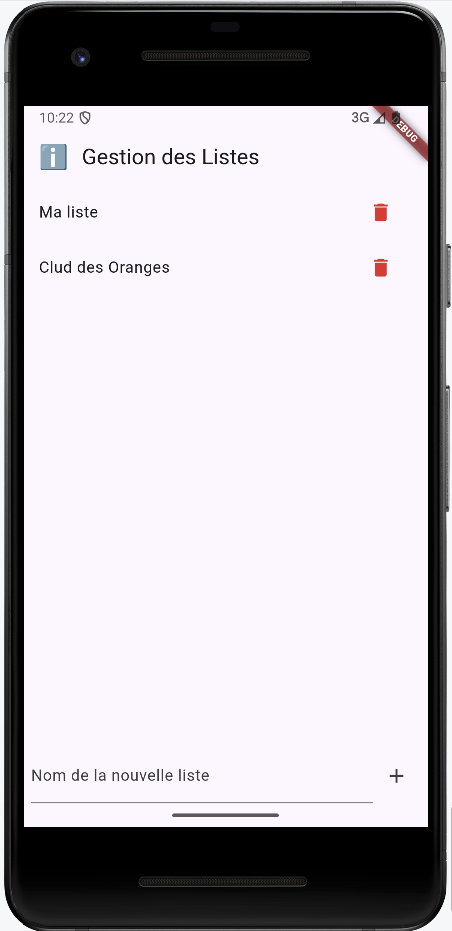 10:22 3G
DEBUG
ℹ️ Gestion des Listes
Ma liste
Clud des Oranges
Nom de la nouvelle liste +